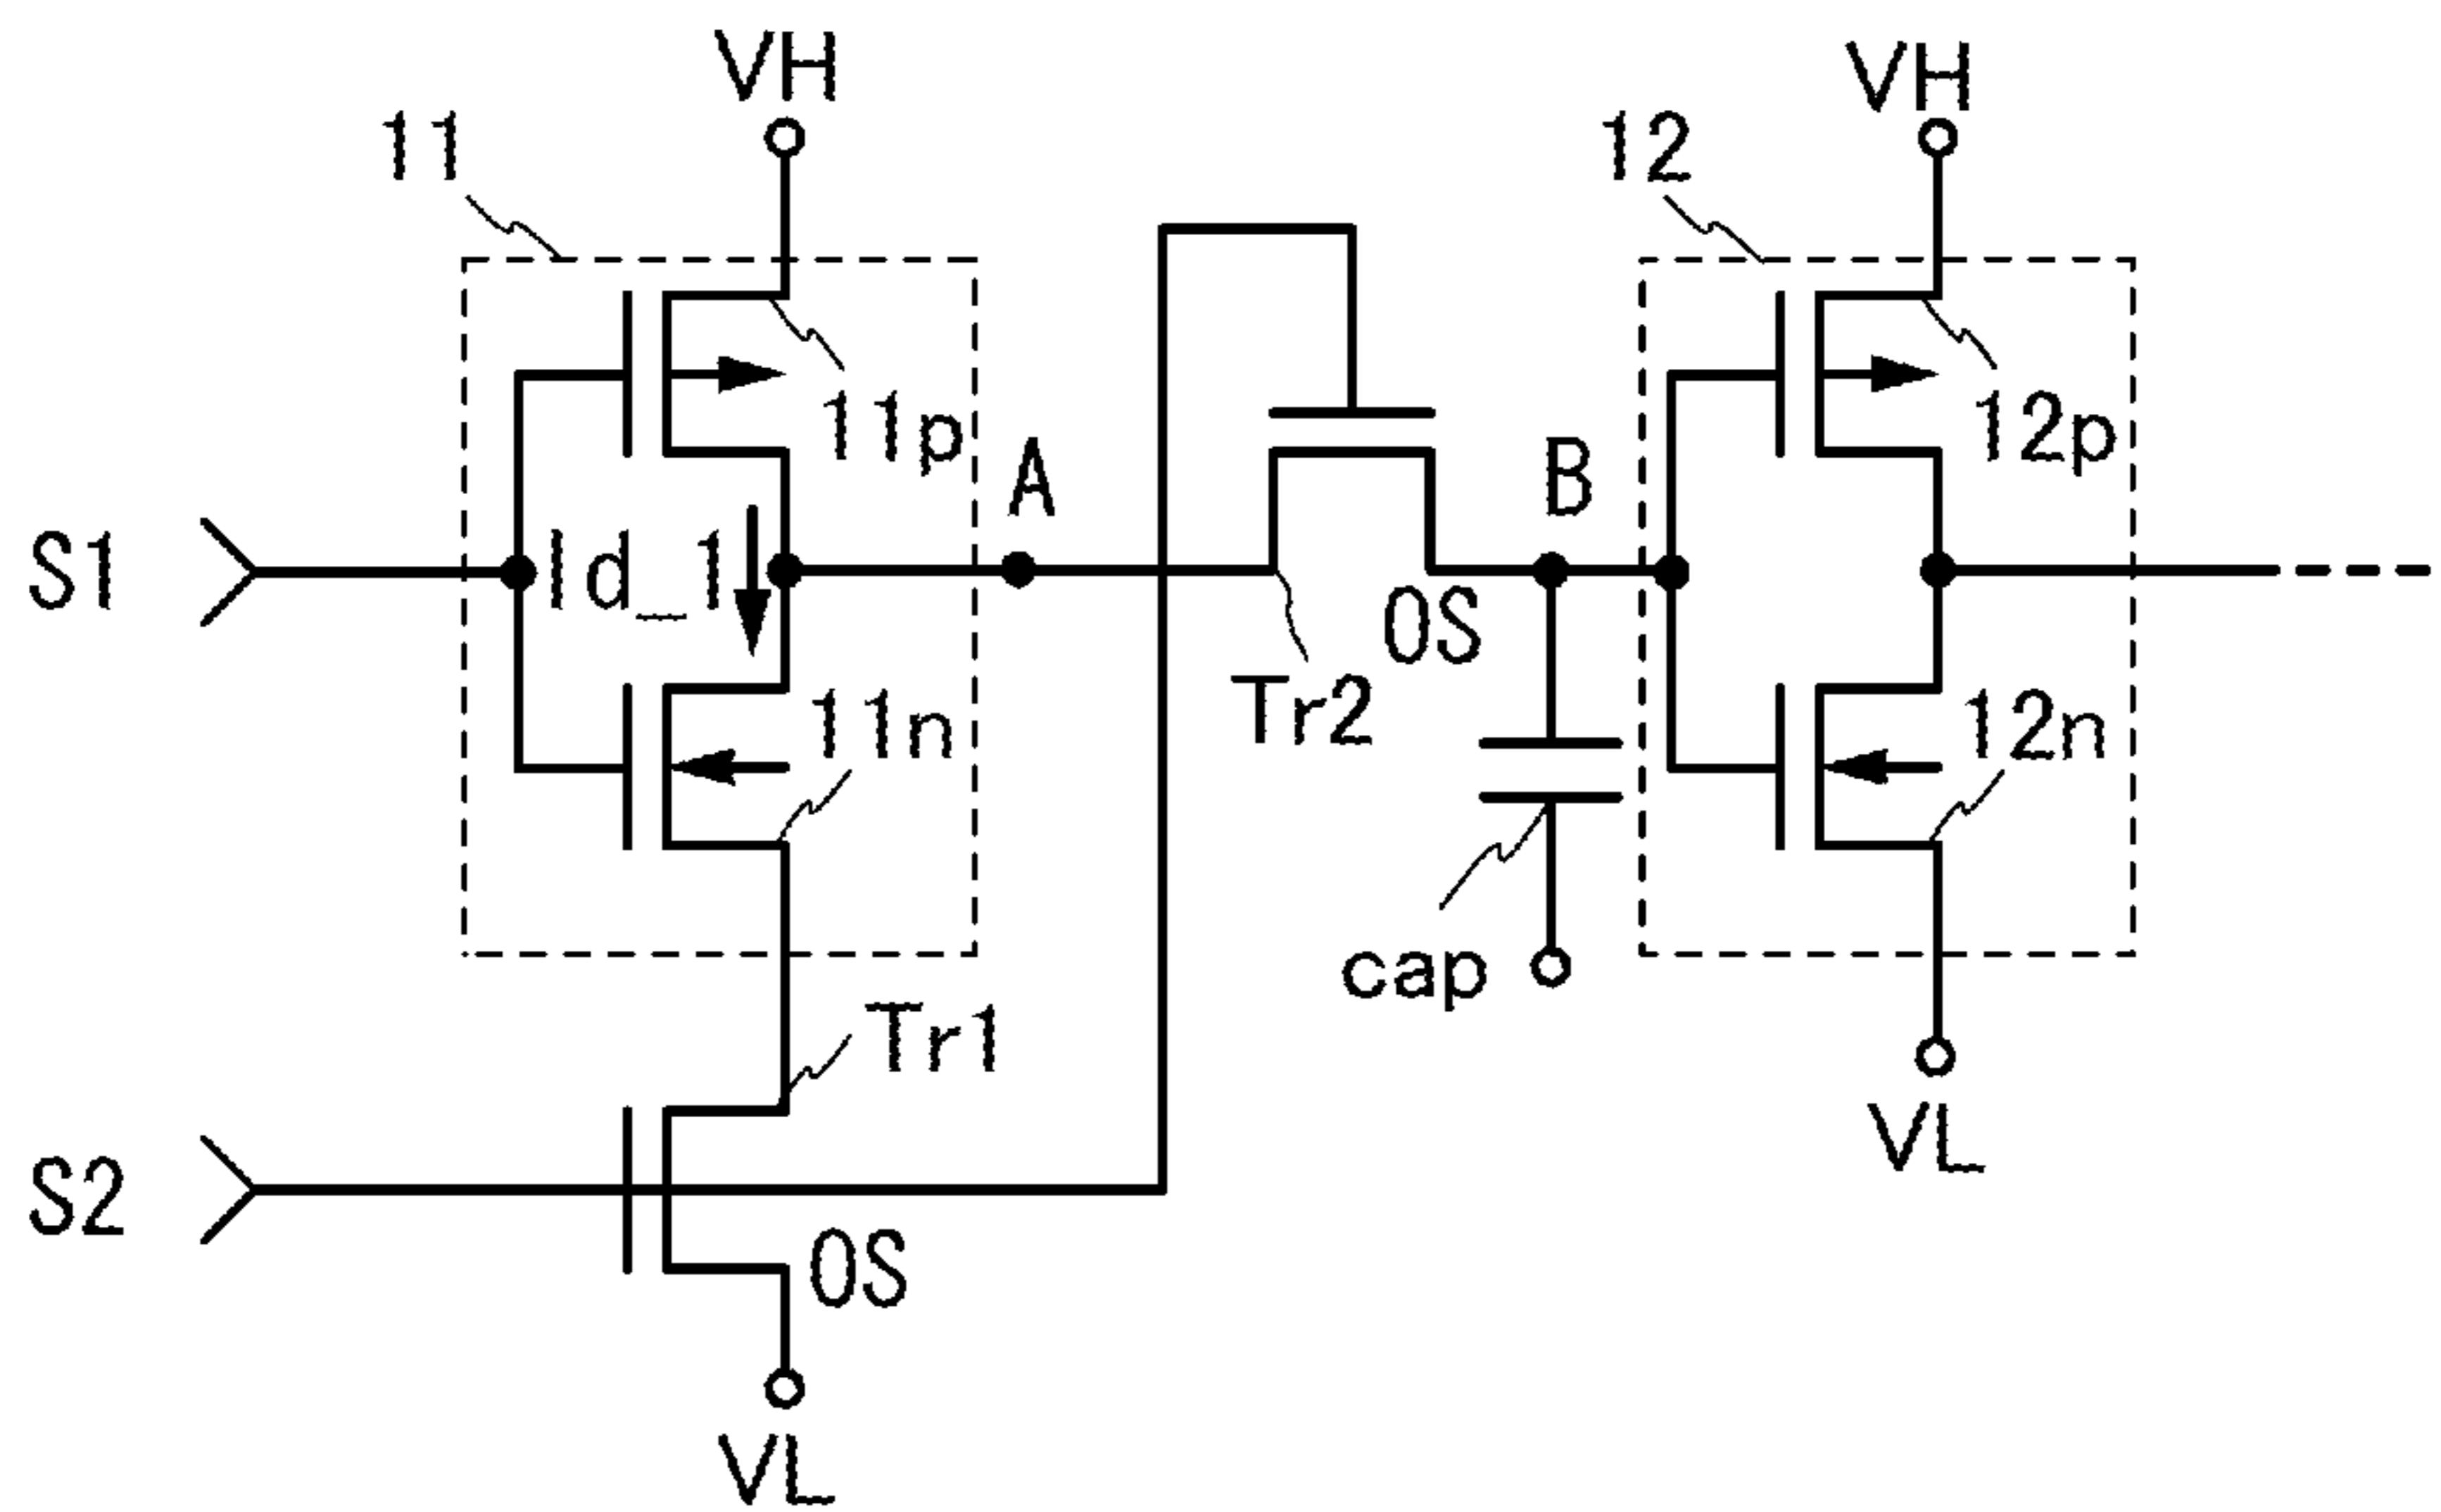 VH
VH
11
12
11p
12p
A
B
S1
Id_1
OS
Tr2
11n
12n
cap
Tr1
VL
S2
OS
VL